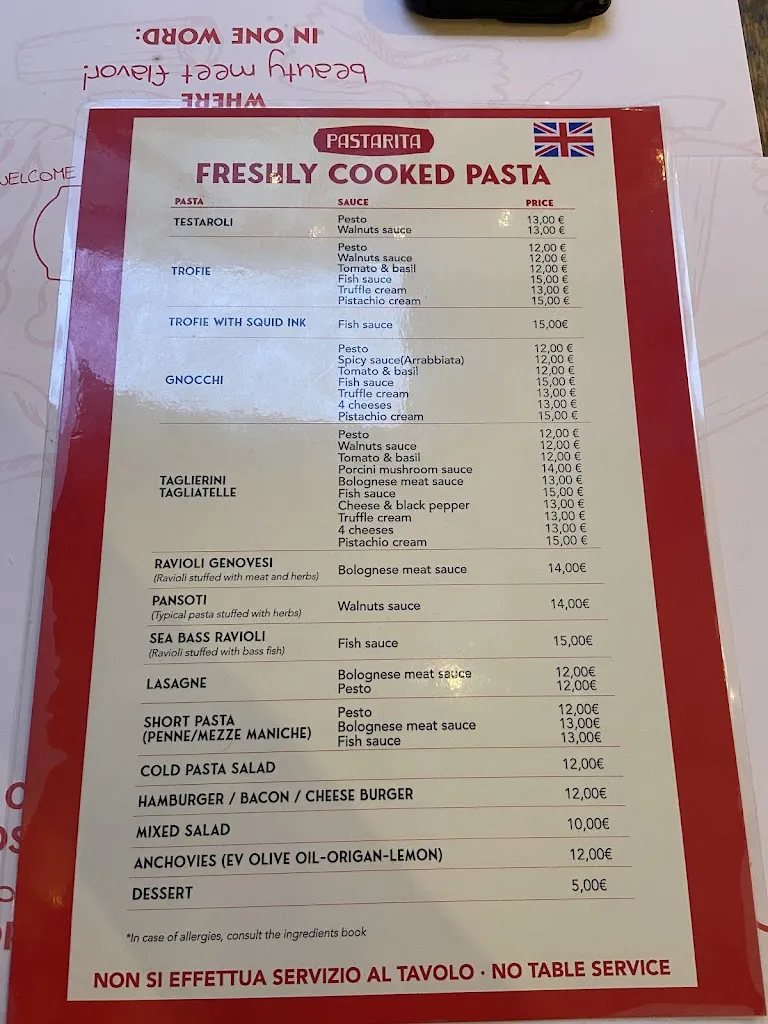 IN ONE WORD:
beauty meet flavor!
WHERE
WELCOME
PASTARITA
FRESHLY COOKED PASTA
PASTA SAUCE PRICE
TESTAROLI
Pesto 13,00 €
Walnuts sauce 13,00 €
TROFIE
Pesto 12,00 €
Walnuts sauce 12,00 €
Tomato & basil 12,00 €
Fish sauce 15,00 €
Truffle cream 13,00 €
Pistachio cream 15,00 €
TROFIE WITH SQUID INK Fish sauce 15,00€
GNOCCHI
Pesto 12,00 €
Spicy sauce(Arrabbiata) 12,00 €
Tomato & basil 12,00 €
Fish sauce 15,00 €
Truffle cream 13,00 €
4 cheeses 13,00 €
Pistachio cream 15,00 €
TAGLIERINI
TAGLIATELLE
Pesto 12,00 €
Walnuts sauce 12,00 €
Tomato & basil 12,00 €
Porcini mushroom sauce 14,00 €
Bolognese meat sauce 13,00 €
Fish sauce 15,00 €
Cheese & black pepper 13,00 €
Truffle cream 13,00 €
4 cheeses 13,00 €
Pistachio cream 15,00 €
RAVIOLI GENOVESI
(Ravioli stuffed with meat and herbs)
Bolognese meat sauce 14,00€
PANSOTI
(Typical pasta stuffed with herbs)
Walnuts sauce 14,00€
SEA BASS RAVIOLI
(Ravioli stuffed with bass fish)
Fish sauce 15,00€
LASAGNE
Bolognese meat sauce 12,00€
Pesto 12,00€
SHORT PASTA
(PENNE/MEZZE MANICHE)
Pesto 12,00€
Bolognese meat sauce 13,00€
Fish sauce 13,00€
COLD PASTA SALAD 12,00€
HAMBURGER / BACON / CHEESE BURGER 12,00€
MIXED SALAD 10,00€
ANCHOVIES (EV OLIVE OIL-ORIGAN-LEMON) 12,00€
DESSERT 5,00€
*In case of allergies, consult the ingredients book
NON SI EFFETTUA SERVIZIO AL TAVOLO · NO TABLE SERVICE